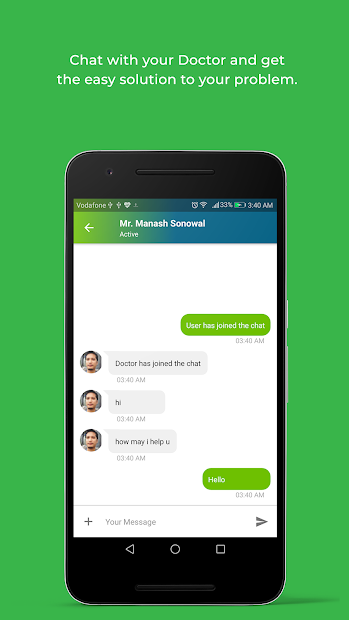 Chat with your Doctor and get
the easy solution to your problem.
Vodafone 33% 3:40 AM
Mr. Manash Sonowal
Active
User has joined the chat
03:40 AM
Doctor has joined the chat
03:40 AM
hi
03:40 AM
how may i help u
03:40 AM
Hello
03:40 AM
+ Your Message